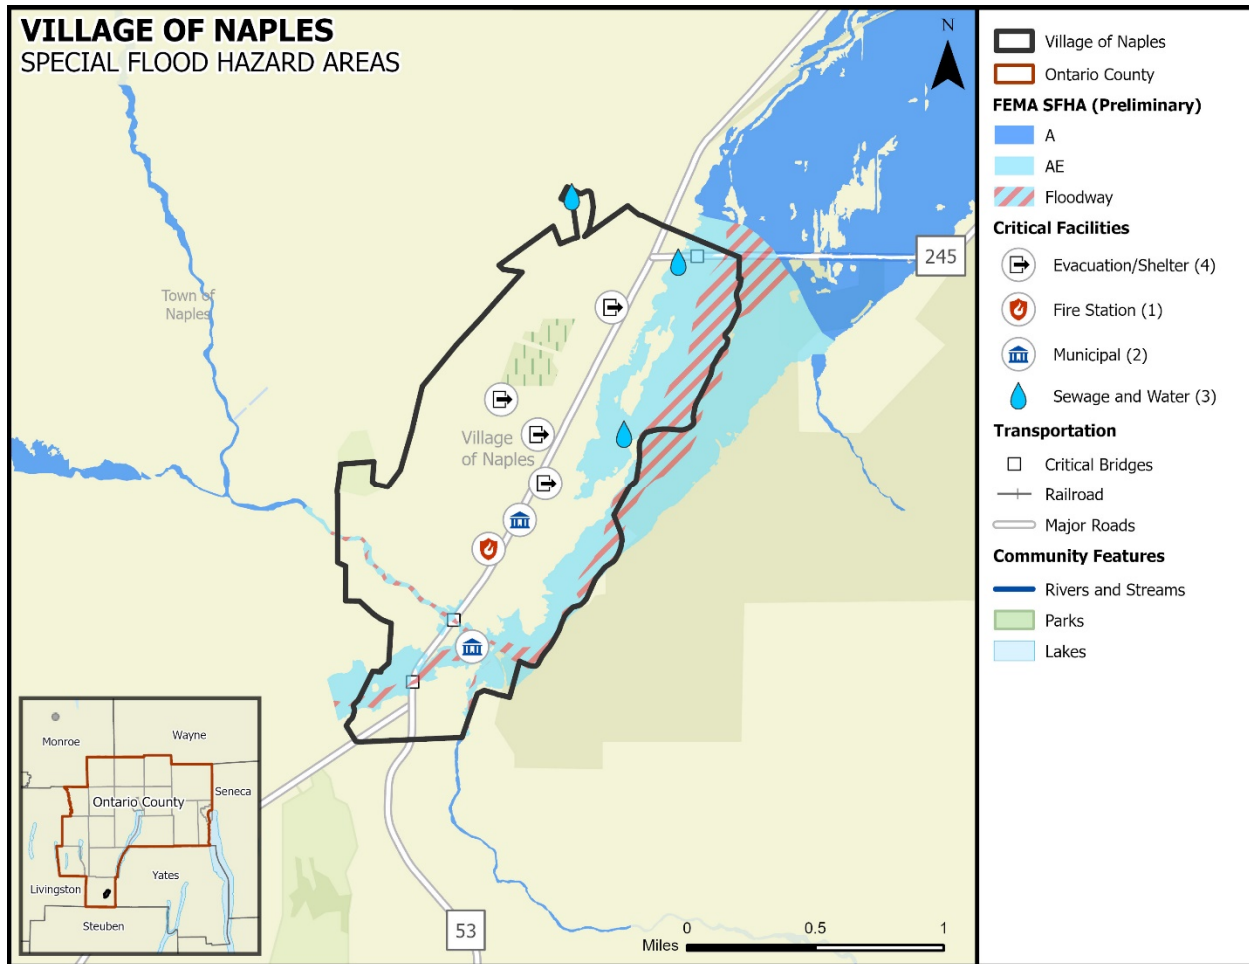 VILLAGE OF NAPLES
SPECIAL FLOOD HAZARD AREAS
N
Town of
Naples
245
Village
of Naples
53
Miles
0
0.5
1
Monroe
Wayne
Ontario County
Seneca
Livingston
Yates
Steuben
Village of Naples
Ontario County
FEMA SFHA (Preliminary)
A
AE
Floodway
Critical Facilities
Evacuation/Shelter (4)
Fire Station (1)
Municipal (2)
Sewage and Water (3)
Transportation
Critical Bridges
Railroad
Major Roads
Community Features
Rivers and Streams
Parks
Lakes